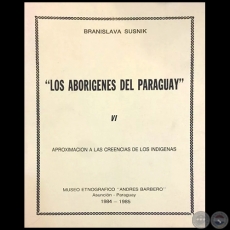 BRANISLAVA SUSNIK
"LOS ABORIGENES DEL PARAGUAY"
VI
APROXIMACION A LAS CREENCIAS DE LOS INDIGENAS
MUSEO ETNOGRAFICO "ANDRES BARBERO"
Asunción - Paraguay
1984 - 1985